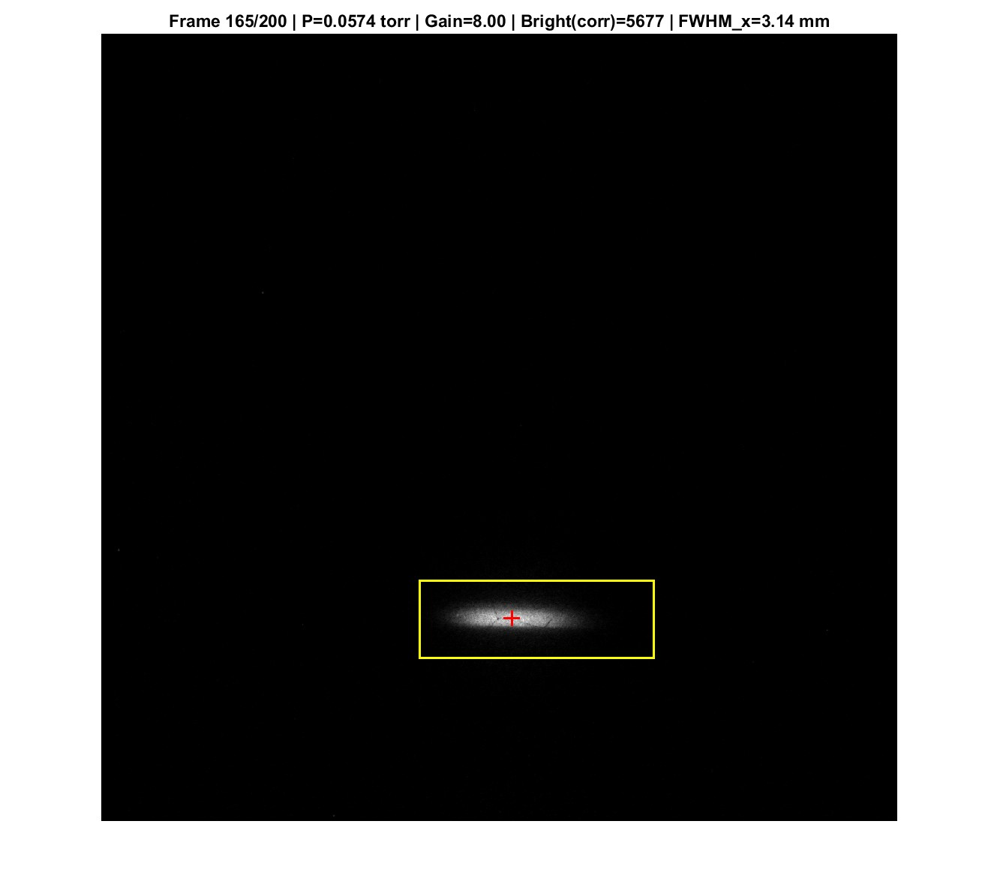 Frame 165/200 | P=0.0574 torr | Gain=8.00 | Bright(corr)=5677 | FWHM_x=3.14 mm